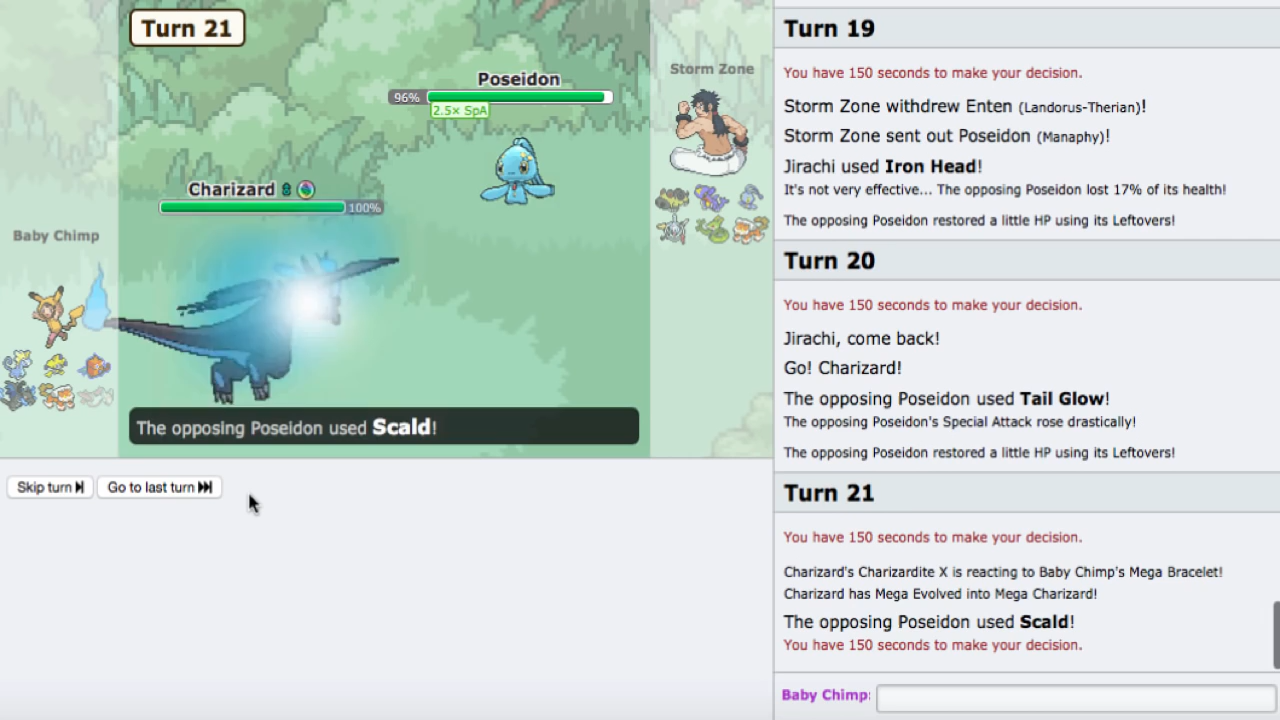 Turn 21
Poseidon
96%
2.5× SpA
Charizard
100%
Storm Zone
Baby Chimp
The opposing Poseidon used Scald!
Skip turn
Go to last turn
Turn 19
You have 150 seconds to make your decision.
Storm Zone withdrew Enten (Landorus-Therian)!
Storm Zone sent out Poseidon (Manaphy)!
Jirachi used Iron Head!
It's not very effective... The opposing Poseidon lost 17% of its health!
The opposing Poseidon restored a little HP using its Leftovers!
Turn 20
You have 150 seconds to make your decision.
Jirachi, come back!
Go! Charizard!
The opposing Poseidon used Tail Glow!
The opposing Poseidon's Special Attack rose drastically!
The opposing Poseidon restored a little HP using its Leftovers!
Turn 21
You have 150 seconds to make your decision.
Charizard's Charizardite X is reacting to Baby Chimp's Mega Bracelet!
Charizard has Mega Evolved into Mega Charizard!
The opposing Poseidon used Scald!
You have 150 seconds to make your decision.
Baby Chimp: